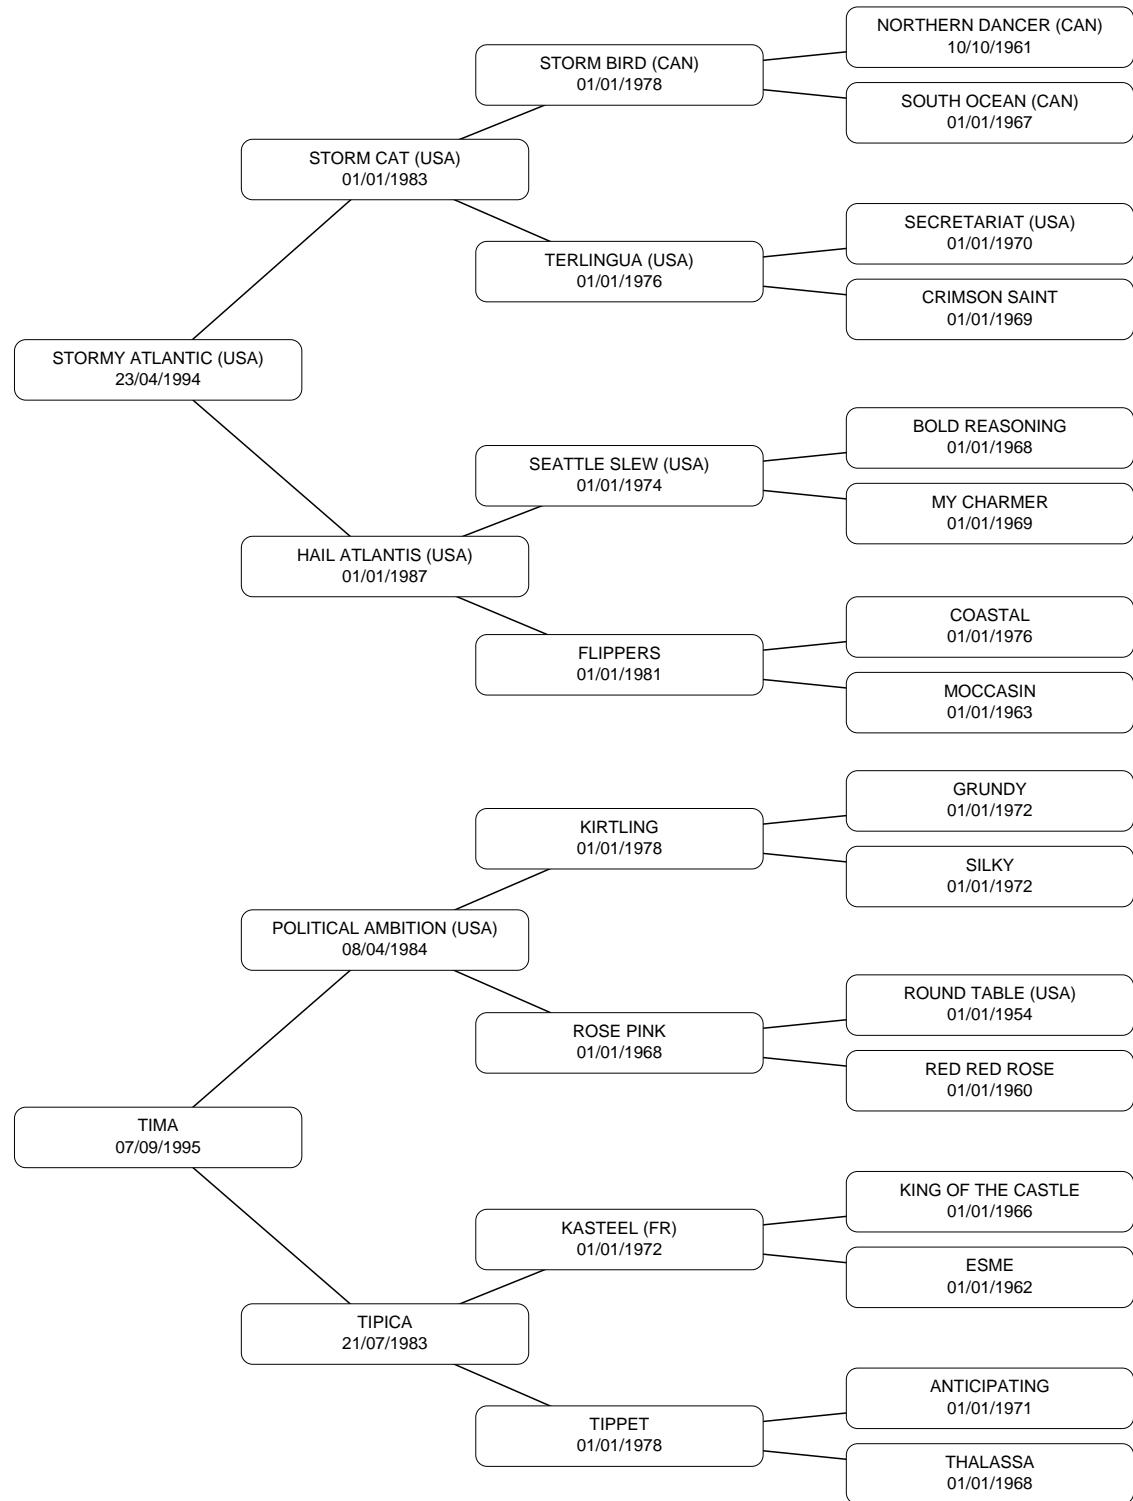 NORTHERN DANCER (CAN)
10/10/1961
STORM BIRD (CAN)
01/01/1978
SOUTH OCEAN (CAN)
01/01/1967
STORM CAT (USA)
01/01/1983
SECRETARIAT (USA)
01/01/1970
TERLINGUA (USA)
01/01/1976
CRIMSON SAINT
01/01/1969
STORMY ATLANTIC (USA)
23/04/1994
BOLD REASONING
01/01/1968
SEATTLE SLEW (USA)
01/01/1974
MY CHARMER
01/01/1969
HAIL ATLANTIS (USA)
01/01/1987
COASTAL
01/01/1976
FLIPPERS
01/01/1981
MOCCASIN
01/01/1963
GRUNDY
01/01/1972
KIRTLING
01/01/1978
SILKY
01/01/1972
POLITICAL AMBITION (USA)
08/04/1984
ROUND TABLE (USA)
01/01/1954
ROSE PINK
01/01/1968
RED RED ROSE
01/01/1960
TIMA
07/09/1995
KING OF THE CASTLE
01/01/1966
KASTEEL (FR)
01/01/1972
ESME
01/01/1962
TIPICA
21/07/1983
ANTICIPATING
01/01/1971
TIPPET
01/01/1978
THALASSA
01/01/1968